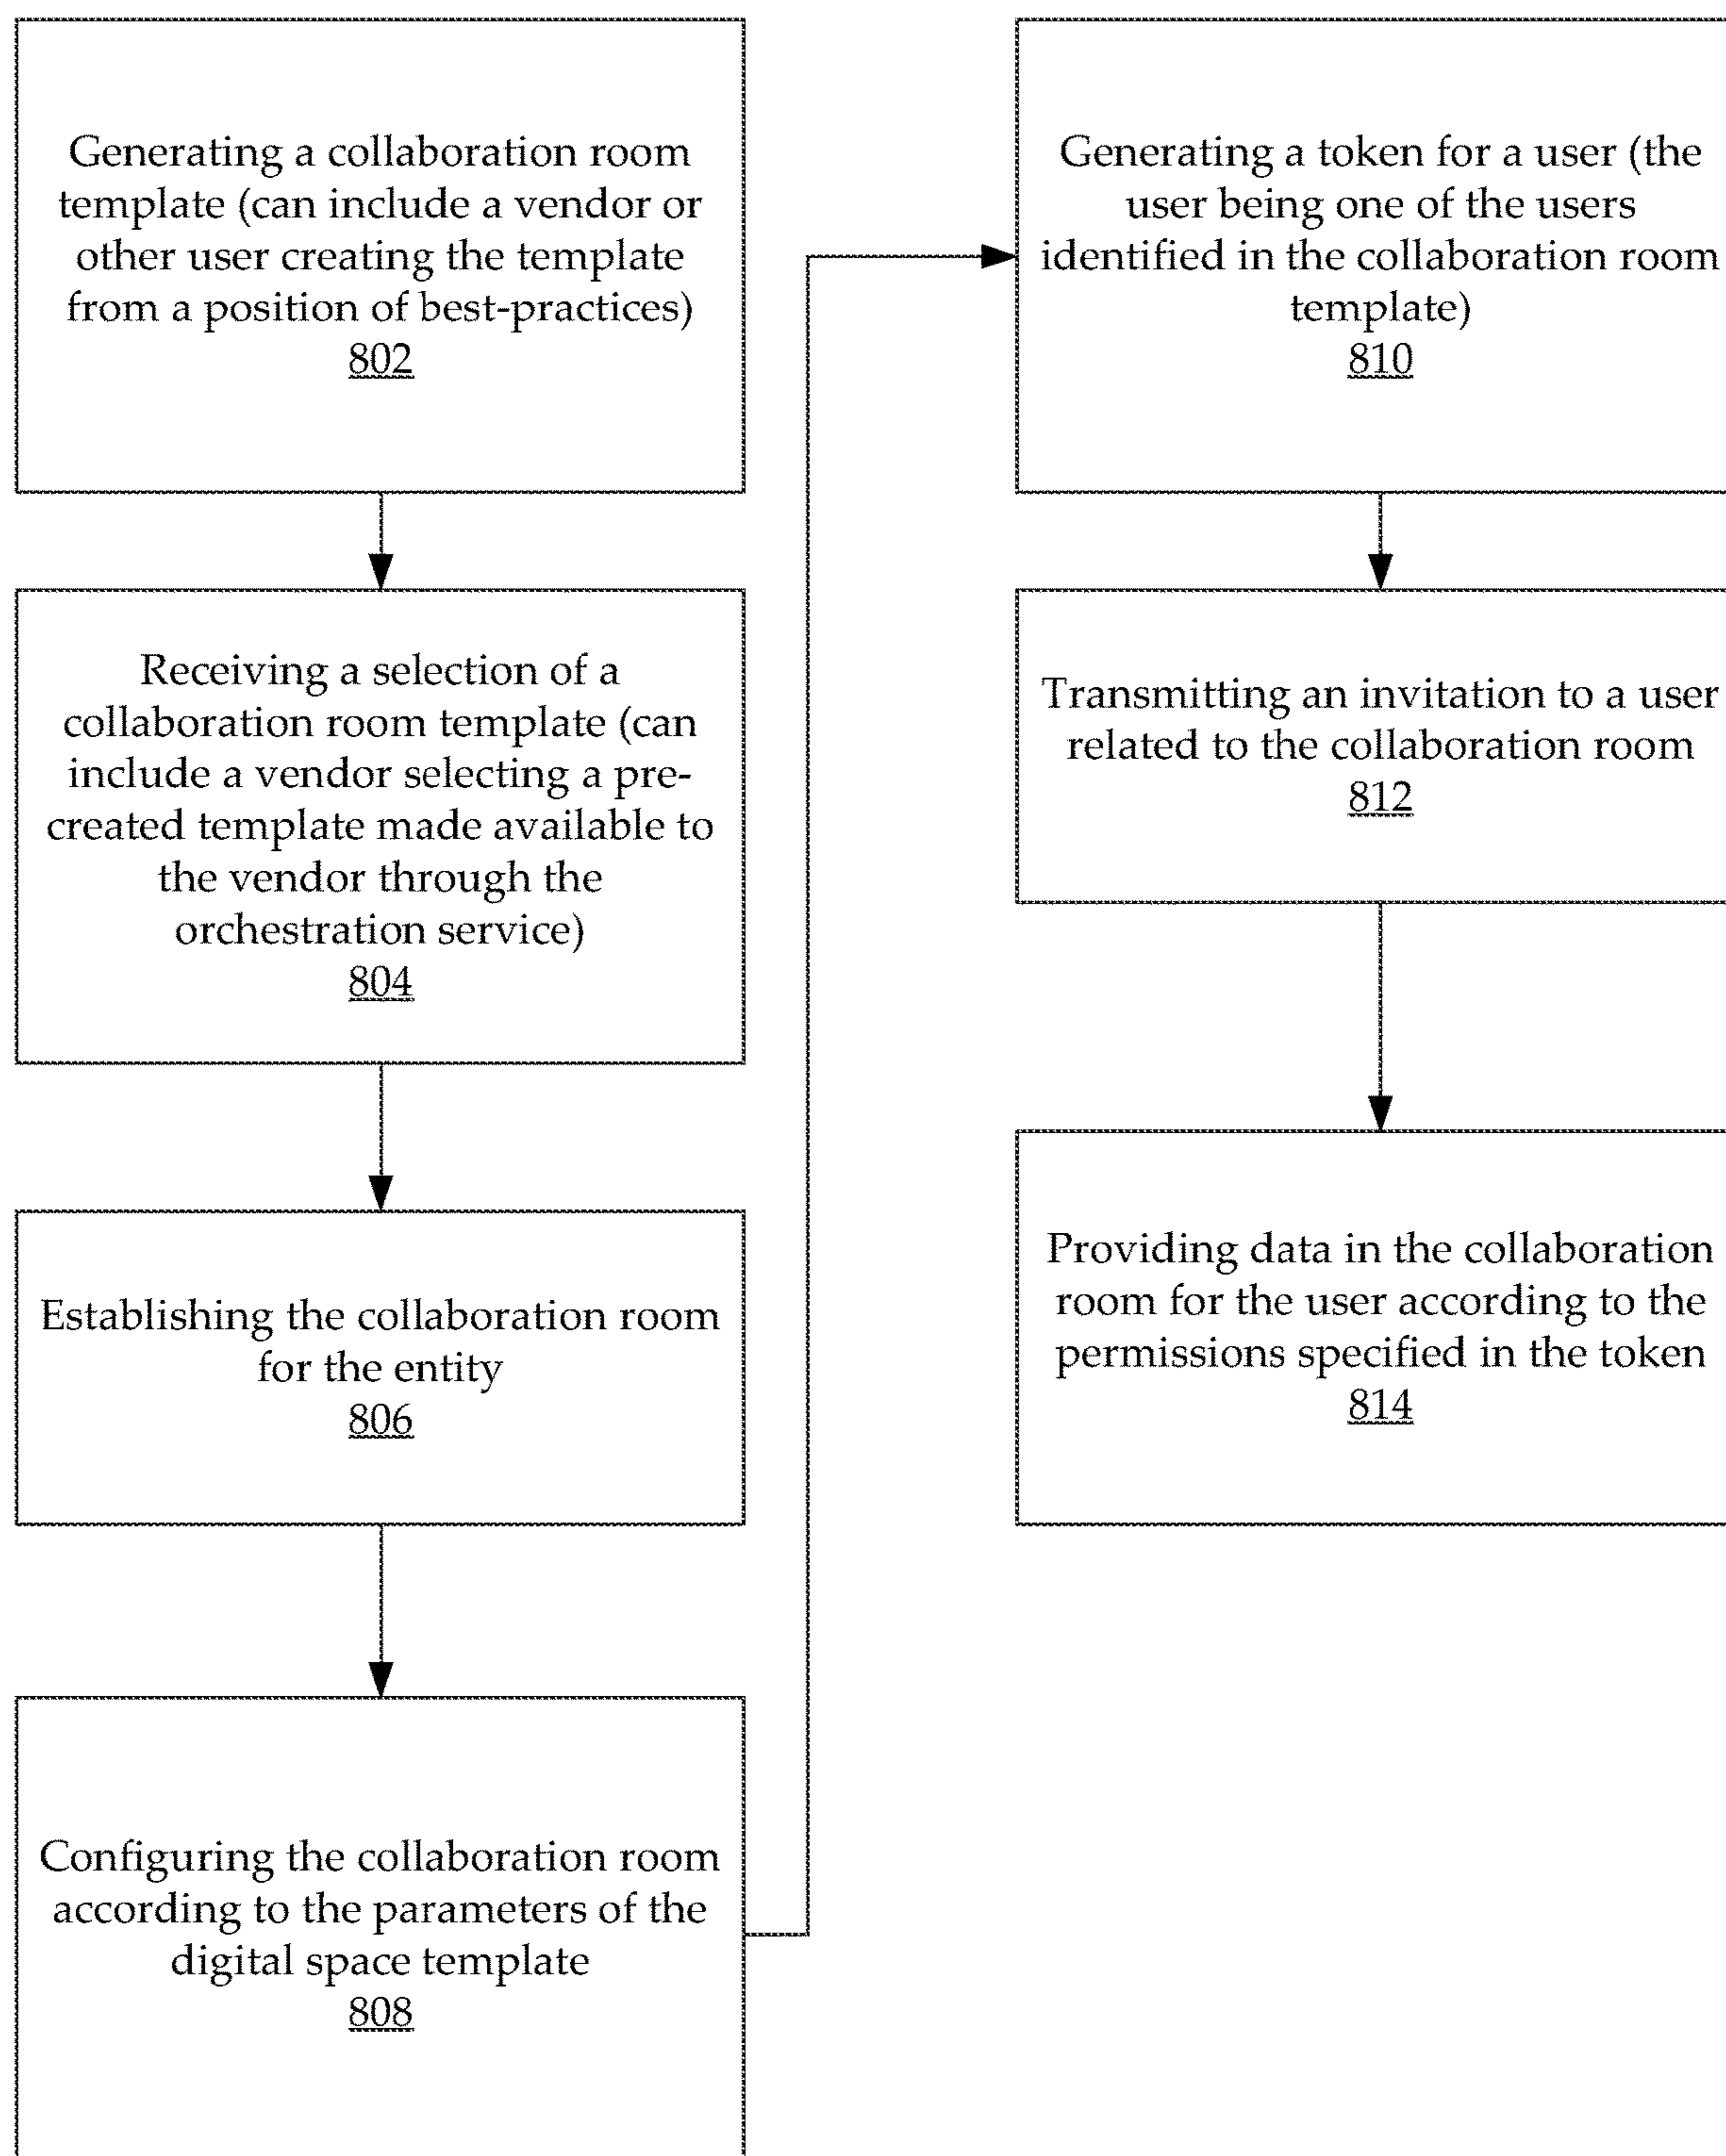 Generating a collaboration room
template (can include a vendor or
other user creating the template
from a position of best-practices)
802
Receiving a selection of a
collaboration room template (can
include a vendor selecting a pre-
created template made available to
the vendor through the
orchestration service)
804
Establishing the collaboration room
for the entity
806
Configuring the collaboration room
according to the parameters of the
digital space template
808
Generating a token for a user (the
user being one of the users
identified in the collaboration room
template)
810
Transmitting an invitation to a user
related to the collaboration room
812
Providing data in the collaboration
room for the user according to the
permissions specified in the token
814